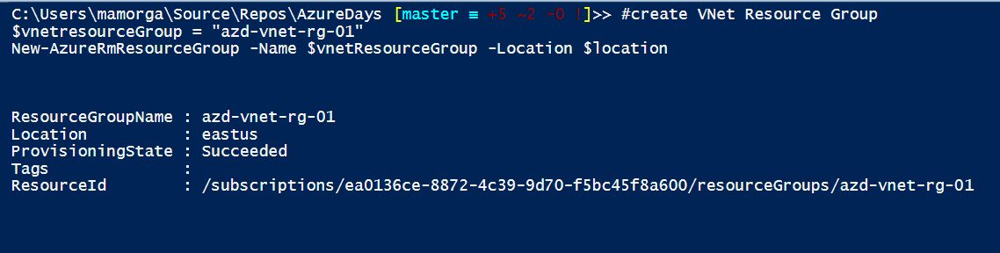 C:\Users\mamorga\Source\Repos\AzureDays [master ≡ +5 ~2 -0 !]>> #create VNet Resource Group
$vnetresourceGroup = "azd-vnet-rg-01"
New-AzureRmResourceGroup -Name $vnetResourceGroup -Location $location
ResourceGroupName : azd-vnet-rg-01
Location          : eastus
ProvisioningState : Succeeded
Tags              :
ResourceId        : /subscriptions/ea0136ce-8872-4c39-9d70-f5bc45f8a600/resourceGroups/azd-vnet-rg-01